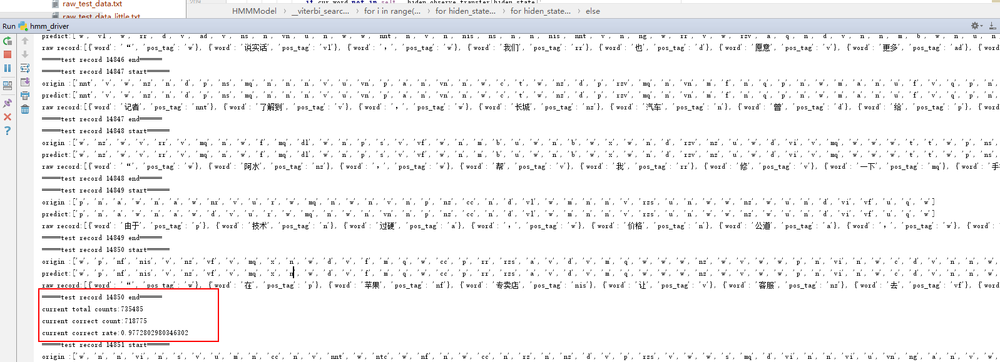 raw_test_data.txt
raw_test_data_little.txt
HMMModel > __viterbi_searc... > for i in range(... > for hiden_state... > for hiden_state... > else
Run hmm_driver
predict:['w', 'vl', 'w', 'rr', 'd', 'v', 'ad', 'v', 'ns', 'n', 'vn', 'u', 'n', 'w', 'w', 'nnt', 'n', 'v', 'n', 'nis', 'ns', 'n', 'n', 'nis', 'nnt', 'v', 'n', 'ng', 'w', 'rr', 'v', 'w', 'rzv', 'a', 'q', 'n', 'd', 'v', 'n', 'n', 'm', 'b', 'w', 'n', 'u', 'n',
raw record:[{'word': '“', 'pos_tag': 'w'}, {'word': '说实话', 'pos_tag': 'vl'}, {'word': '，', 'pos_tag': 'w'}, {'word': '我们', 'pos_tag': 'rr'}, {'word': '也', 'pos_tag': 'd'}, {'word': '愿意', 'pos_tag': 'v'}, {'word': '更多', 'pos_tag': 'ad'}, {'word
=====test record 14846 end======
=====test record 14847 start======
origin :['nnt', 'v', 'w', 'nz', 'n', 'd', 'p', 'ns', 'mq', 'n', 'n', 'n', 'v', 'u', 'vn', 'p', 'a', 'n', 'vn', 'n', 'w', 'c', 't', 'w', 'nz', 'd', 'p', 'rzv', 'mq', 'n', 'vn', 'm', 'f', 'n', 'q', 'p', 'n', 'w', 'm', 'a', 'n', 'u', 'f', 'v', 'q', 'p', 'n',
predict:['nnt', 'v', 'w', 'nz', 'n', 'd', 'p', 'ns', 'mq', 'n', 'n', 'n', 'v', 'u', 'vn', 'p', 'a', 'n', 'vn', 'n', 'w', 'c', 't', 'w', 'nz', 'd', 'p', 'rzv', 'mq', 'n', 'vn', 'm', 'f', 'n', 'q', 'p', 'n', 'w', 'm', 'a', 'n', 'u', 'f', 'v', 'q', 'p', 'n',
raw record:[{'word': '记者', 'pos_tag': 'nnt'}, {'word': '了解到', 'pos_tag': 'v'}, {'word': '，', 'pos_tag': 'w'}, {'word': '长城', 'pos_tag': 'nz'}, {'word': '汽车', 'pos_tag': 'n'}, {'word': '曾', 'pos_tag': 'd'}, {'word': '给', 'pos_tag': 'p'}, {'word
=====test record 14847 end======
=====test record 14848 start======
origin :['w', 'nz', 'w', 'v', 'rr', 'v', 'mq', 'n', 'w', 'f', 'mq', 'dl', 'w', 'n', 'p', 's', 'v', 'vf', 'w', 'n', 'm', 'b', 'u', 'w', 'n', 'b', 'w', 'x', 'w', 'n', 'd', 'rzv', 'nz', 'u', 'w', 'd', 'vi', 'v', 'mq', 'w', 'w', 'w', 't', 't', 'w', 'p', 'ns'
predict:['w', 'nz', 'w', 'v', 'rr', 'v', 'mq', 'n', 'w', 'f', 'mq', 'dl', 'w', 'n', 'p', 's', 'v', 'vf', 'w', 'n', 'm', 'b', 'u', 'w', 'n', 'b', 'w', 'x', 'w', 'n', 'd', 'rzv', 'nz', 'u', 'w', 'd', 'vi', 'v', 'mq', 'w', 'w', 'w', 't', 't', 'w', 'p', 'ns'
raw record:[{'word': '“', 'pos_tag': 'w'}, {'word': '阿水', 'pos_tag': 'nz'}, {'word': '，', 'pos_tag': 'w'}, {'word': '帮', 'pos_tag': 'v'}, {'word': '我', 'pos_tag': 'rr'}, {'word': '修', 'pos_tag': 'v'}, {'word': '一下', 'pos_tag': 'mq'}, {'word': '手
=====test record 14848 end======
=====test record 14849 start======
origin :['p', 'n', 'a', 'w', 'n', 'a', 'w', 'nr', 'v', 'u', 'r', 'w', 'mq', 'n', 'w', 'n', 'v', 'n', 'p', 'nz', 'cc', 'n', 'd', 'vl', 'w', 'm', 'n', 'n', 'v', 'rzs', 'u', 'n', 'w', 'w', 'nz', 'w', 'u', 'n', 'd', 'vi', 'vf', 'u', 'q', 'w']
predict:['p', 'n', 'a', 'w', 'n', 'a', 'w', 'd', 'v', 'u', 'r', 'w', 'mq', 'n', 'w', 'n', 'v', 'n', 'p', 'nz', 'cc', 'n', 'd', 'vl', 'w', 'm', 'n', 'n', 'v', 'rzs', 'u', 'n', 'w', 'w', 'nz', 'w', 'u', 'n', 'd', 'vi', 'vf', 'u', 'q', 'w']
raw record:[{'word': '由于', 'pos_tag': 'p'}, {'word': '技术', 'pos_tag': 'n'}, {'word': '过硬', 'pos_tag': 'a'}, {'word': '，', 'pos_tag': 'w'}, {'word': '价格', 'pos_tag': 'n'}, {'word': '公道', 'pos_tag': 'a'}, {'word': '，', 'pos_tag': 'w'}, {'word':
=====test record 14849 end======
=====test record 14850 start======
origin :['w', 'p', 'nf', 'nis', 'v', 'nz', 'vf', 'v', 'mq', 'x', 'n', 'w', 'd', 'v', 'f', 'm', 'q', 'w', 'cc', 'p', 'rr', 'rzs', 'a', 'v', 'd', 'v', 'm', 'q', 'w', 'w', 'w', 'nz', 'w', 'v', 'w', 'w', 'p', 'n', 'vi', 'n', 'w', 'c', 'd', 'v', 'n', 'n', 'w',
predict:['w', 'p', 'nf', 'nis', 'v', 'nz', 'vf', 'v', 'mq', 'x', 'n', 'w', 'd', 'v', 'f', 'm', 'q', 'w', 'cc', 'p', 'rr', 'rzs', 'a', 'v', 'd', 'v', 'm', 'q', 'w', 'w', 'w', 'nz', 'w', 'v', 'w', 'w', 'p', 'n', 'vi', 'n', 'w', 'c', 'd', 'v', 'n', 'n', 'w',
raw record:[{'word': '“', 'pos_tag': 'w'}, {'word': '在', 'pos_tag': 'p'}, {'word': '苹果', 'pos_tag': 'nf'}, {'word': '专卖店', 'pos_tag': 'nis'}, {'word': '让', 'pos_tag': 'v'}, {'word': '客服', 'pos_tag': 'nz'}, {'word': '去', 'pos_tag': 'vf'}, {'word
=====test record 14850 end======
current total counts:735485
current correct count:718775
current correct rate:0.9772802980346302
=====test record 14851 start======
origin :['w', 'n', 'n', 'vi', 'n', 's', 'v', 'u', 'm', 'n', 'cc', 'n', 'v', 'nnt', 'w', 'ntc', 'w', 'nf', 'n', 'w', 'cc', 'n', 'rz', 'n', 'nz', 'd', 'v', 'p', 'rzs', 'v', 'w', 'w', 's', 'mq', 'd', 'vi', 'n', 'n', 'vi', 'u', 'vn', 'ng', 'a', 'n', 'v', 'w',